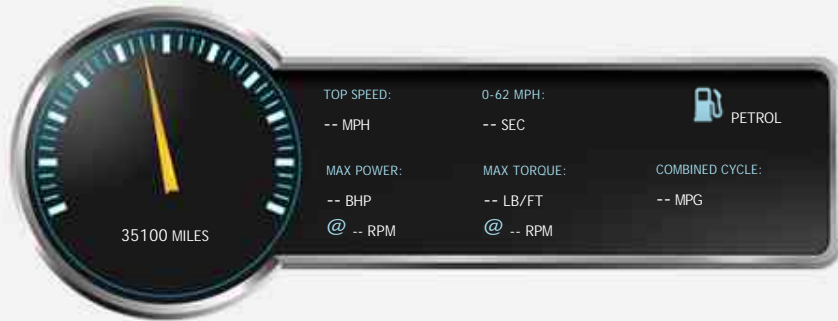 TOP SPEED:
-- MPH
0-62 MPH:
-- SEC
PETROL
MAX POWER:
-- BHP
@ -- RPM
MAX TORQUE:
-- LB/FT
@ -- RPM
COMBINED CYCLE:
-- MPG
35100 MILES